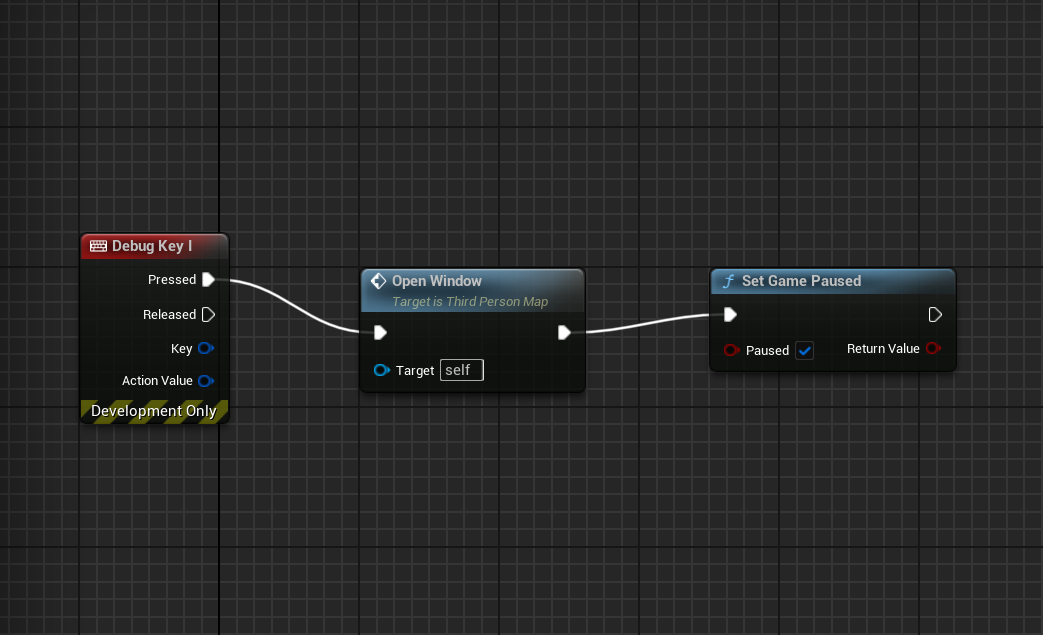 Debug Key I
Pressed
Released
Key
Action Value
Development Only
Open Window
Target is Third Person Map
Target self
Set Game Paused
Paused
Return Value